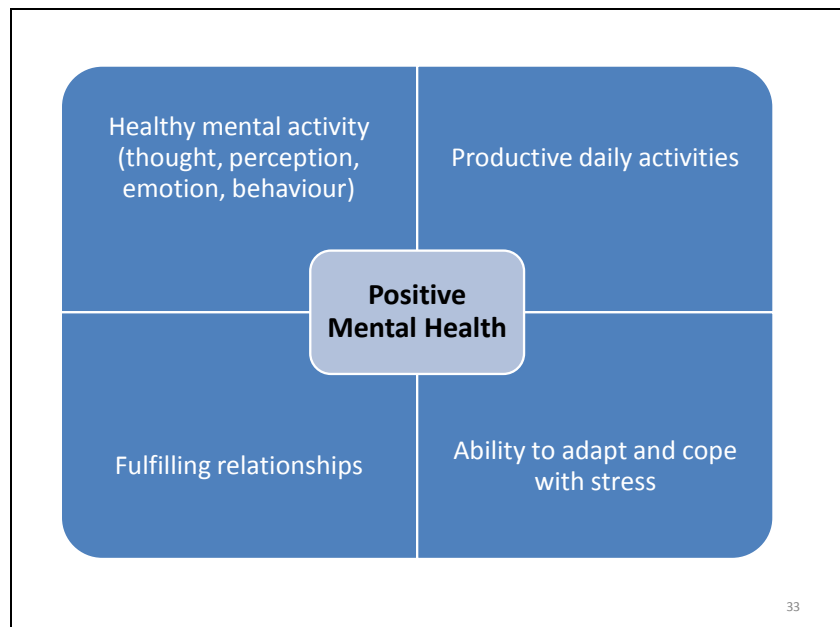 Healthy mental activity
(thought, perception,
emotion, behaviour)
Productive daily activities
Positive
Mental Health
Fulfilling relationships
Ability to adapt and cope
with stress
33